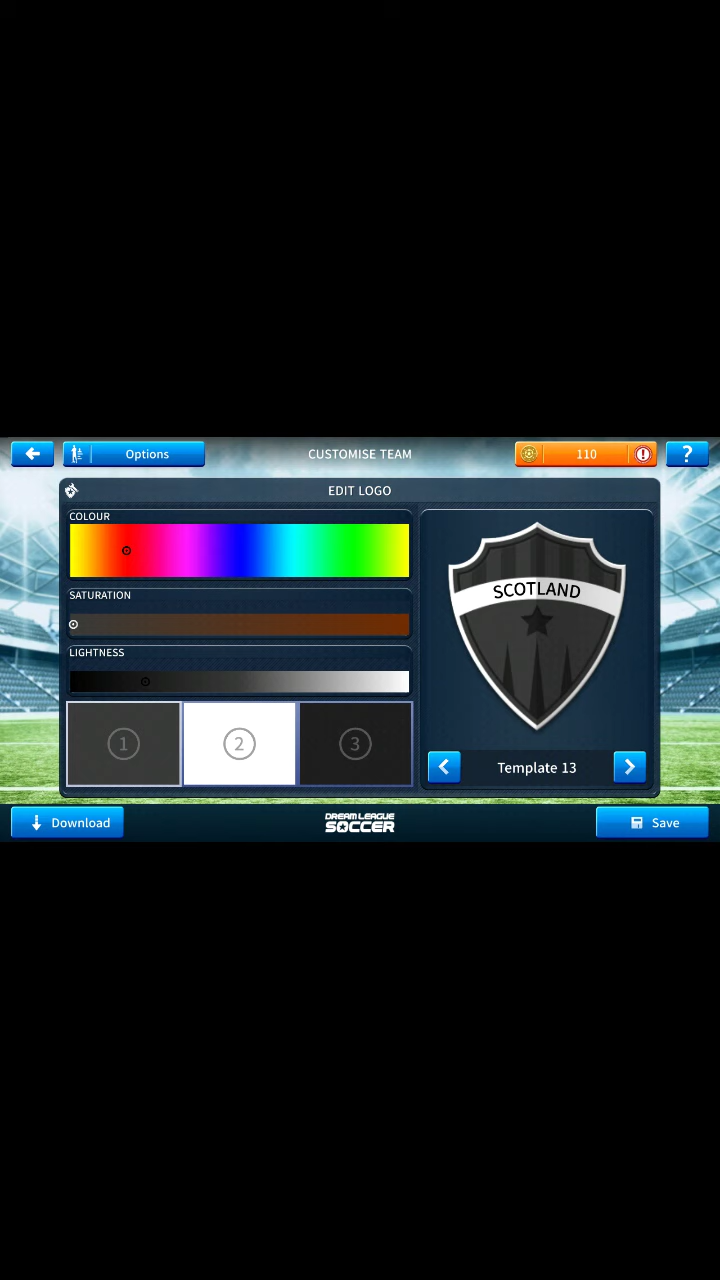 Options
CUSTOMISE TEAM
110
?
EDIT LOGO
COLOUR
SATURATION
LIGHTNESS
1
2
3
SCOTLAND
Template 13
Download
DREAM LEAGUE
SOCCER
Save